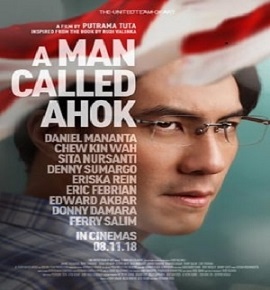 A FILM BY PUTRAMA TUTA
INSPIRED FROM THE BOOK BY RUDI VALINKA
A MAN
CALLED
AHOK
DANIEL MANANTA
CHEW KIN WAH
SITA NURSANTI
DENNY SUMARGO
ERISKA REIN
ERIC FEBRIAN
EDWARD AKBAR
DONNY DAMARA
FERRY SALIM
IN CINEMAS
08.11.18